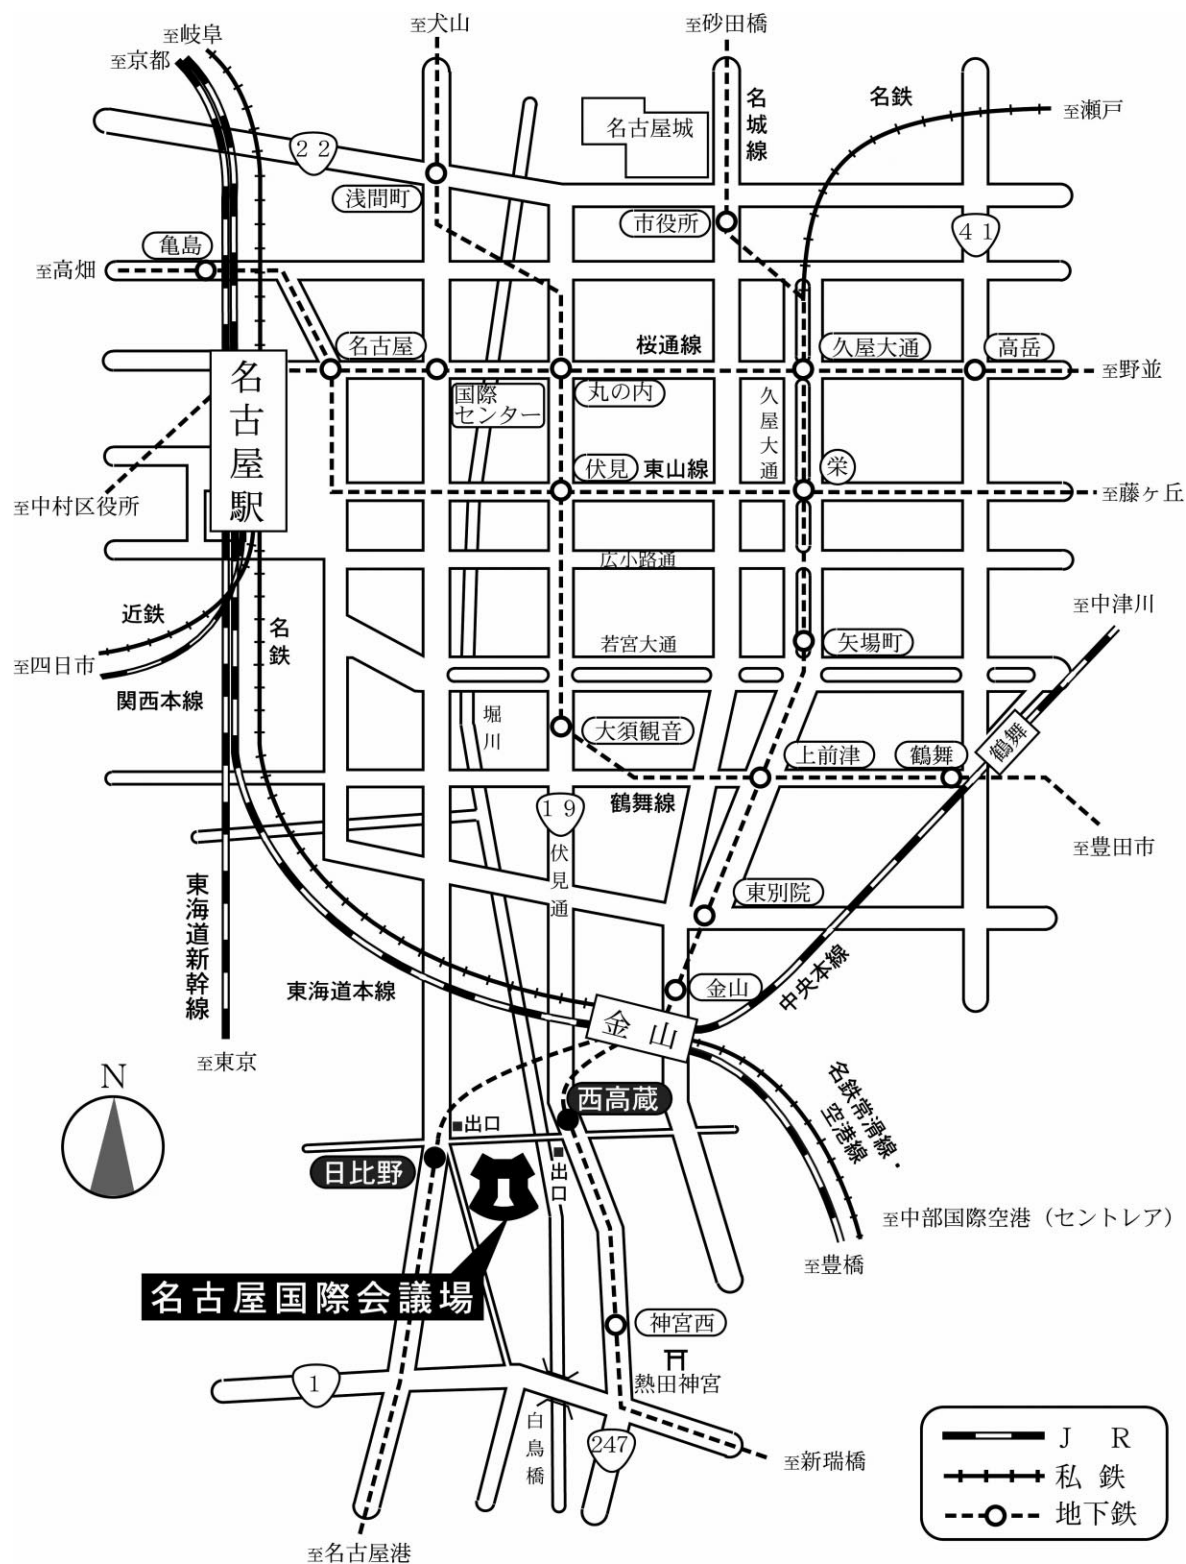 至犬山
至砂田橋
至岐阜
至京都
名城線
名鉄
至瀬戸
名古屋城
22
浅間町
市役所
41
亀島
至高畑
名古屋
桜通線
久屋大通
高岳
至野並
名古屋駅
国際
センター
丸の内
久屋大通
伏見
東山線
栄
至中村区役所
至藤ヶ丘
広小路通
近鉄
名鉄
若宮大通
矢場町
至中津川
至四日市
関西本線
堀川
大須観音
上前津
鶴舞
鶴舞
鶴舞線
19
至豊田市
伏見通
東海道新幹線
東別院
東海道本線
金山
中央本線
金山
至東京
N
西高蔵
名鉄常滑線・
空港線
出口
日比野
出口
至中部国際空港（セントレア）
至豊橋
名古屋国際会議場
神宮西
熱田神宮
1
白鳥橋
247
至新瑞橋
至名古屋港
JR
私鉄
地下鉄